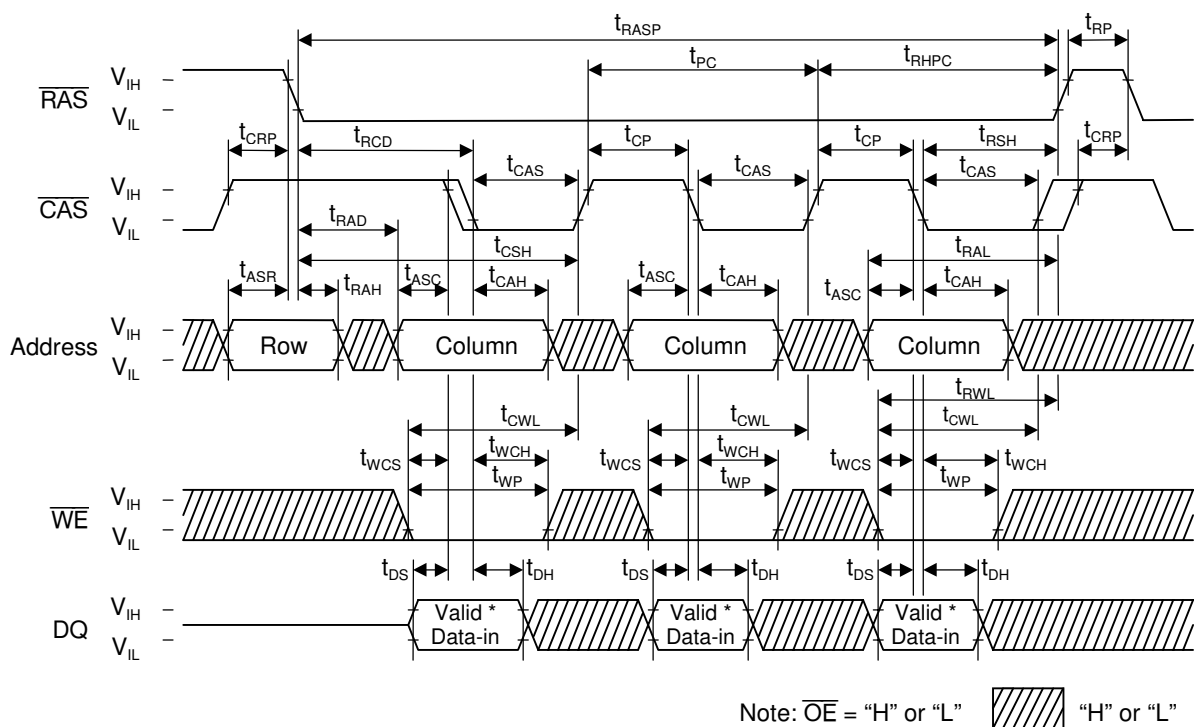 tRASP tRP
tPC tRHPC
RAS VIH
VIL
tCRP tRCD tCP tCP tRSH tCRP
tCAS tCAS tCAS
CAS VIH
VIL
tRAD
tCSH tRAL
tASR tRAH tASC tCAH tASC tCAH tASC tCAH
Address VIH
VIL
Row Column Column Column
tRWL
tCWL tCWL tCWL
tWCS tWCH tWCS tWCH tWCS tWCH
tWP tWP tWP
WE VIH
VIL
tDS tDH tDS tDH tDS tDH
DQ VIH
VIL
Valid * Valid * Valid *
Data-in Data-in Data-in
Note: OE = “H” or “L” “H” or “L”